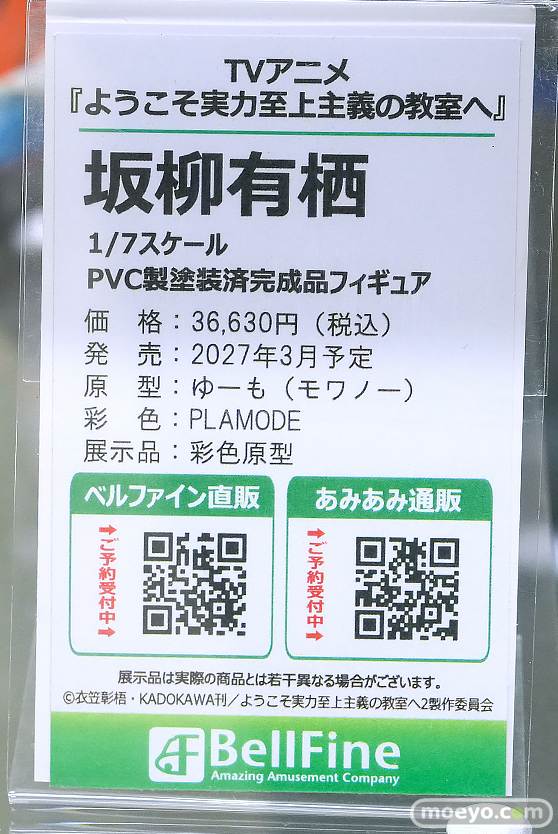 TVアニメ
『ようこそ実力至上主義の教室へ』
坂柳有栖
1/7スケール
PVC製塗装済完成品フィギュア
価　格：36,630円（税込）
発　売：2027年3月予定
原　型：ゆーも（モワノー）
彩　色：PLAMODE
展示品：彩色原型
ベルファイン直販
→ご予約受付中→
あみあみ通販
→ご予約受付中→
展示品は実際の商品とは若干異なる場合がございます。
©衣笠彰梧・KADOKAWA刊／ようこそ実力至上主義の教室へ2製作委員会
BellFine
Amazing Amusement Company
moeyo.com